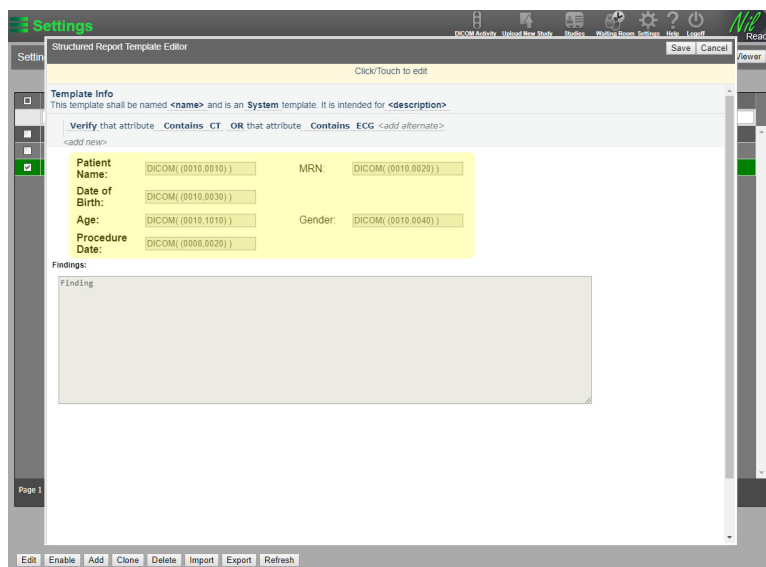 Settings
DICOM Activity Upload New Study Studies Waiting Room Settings Help Logoff
Nil
Read
Settin
Structured Report Template Editor
Save Cancel
Viewer
Click/Touch to edit
Template Info
This template shall be named <name> and is an System template. It is intended for <description>
Verify that attribute Contains CT OR that attribute Contains ECG <add alternate>
<add new>
Patient Name: DICOM( (0010,0010) ) MRN: DICOM( (0010,0020) )
Date of Birth: DICOM( (0010,0030) )
Age: DICOM( (0010,1010) ) Gender: DICOM( (0010,0040) )
Procedure Date: DICOM( (0008,0020) )
Findings:
Finding
Page 1
Edit Enable Add Clone Delete Import Export Refresh